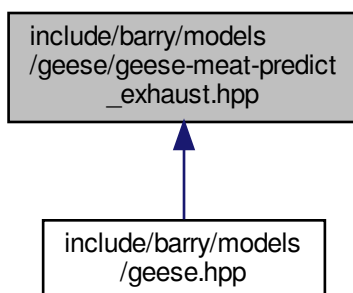 include/barry/models
/geese/geese-meat-predict
_exhaust.hpp
include/barry/models
/geese.hpp